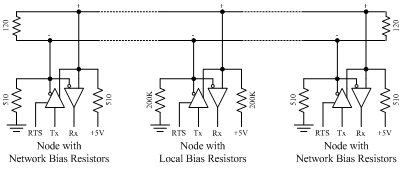 + + +
120 120
- - -
510 510 200K 200K 510 510
RTS Tx Rx +5V RTS Tx Rx +5V RTS Tx Rx +5V
Node with Node with Node with
Network Bias Resistors Local Bias Resistors Network Bias Resistors